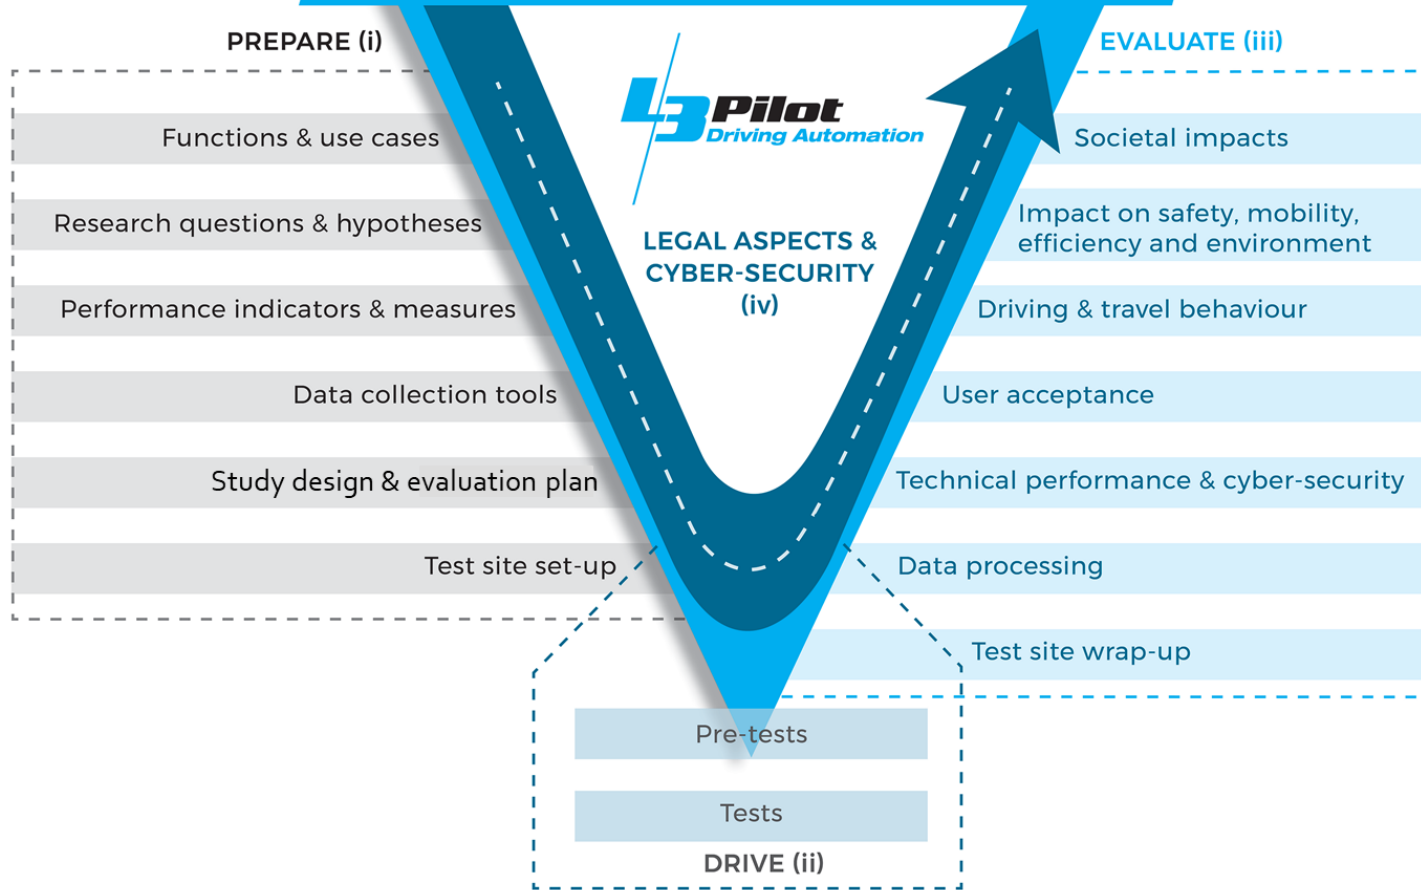 PREPARE (i)
Functions & use cases
Research questions & hypotheses
Performance indicators & measures
Data collection tools
Study design & evaluation plan
Test site set-up
L3Pilot
Driving Automation
LEGAL ASPECTS &
CYBER-SECURITY
(iv)
EVALUATE (iii)
Societal impacts
Impact on safety, mobility,
efficiency and environment
Driving & travel behaviour
User acceptance
Technical performance & cyber-security
Data processing
Test site wrap-up
Pre-tests
Tests
DRIVE (ii)